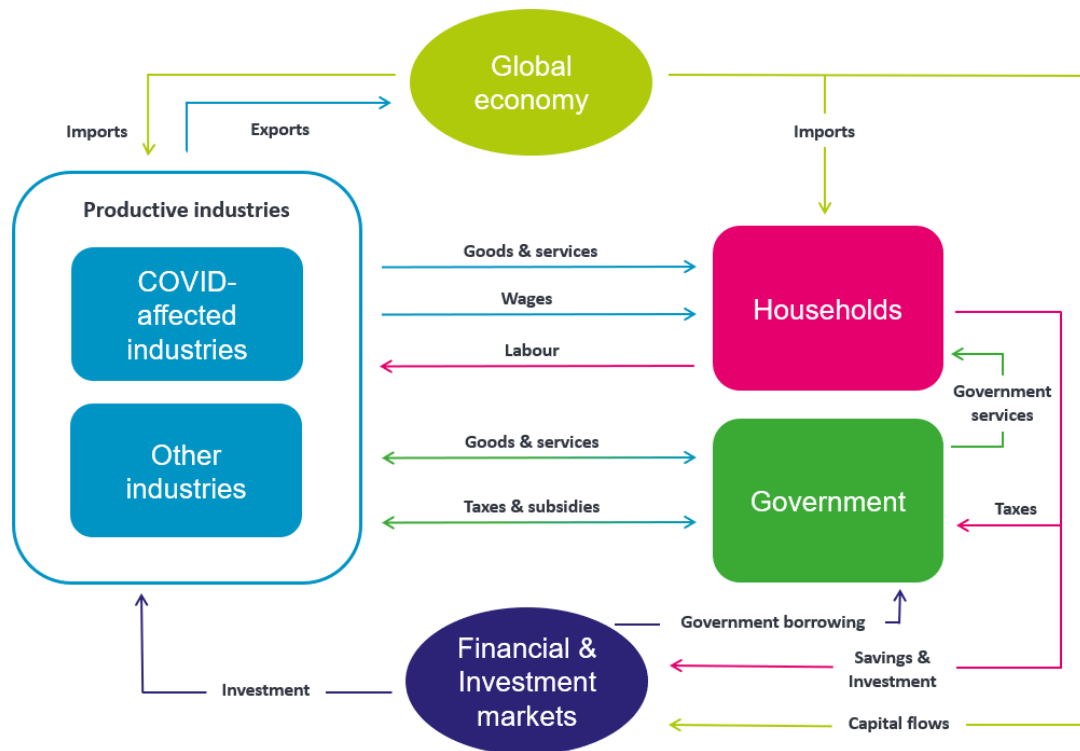 Global
economy
Imports
Exports
Imports
Productive industries
COVID-
affected
industries
Other
industries
Goods & services
Wages
Labour
Households
Government
services
Goods & services
Taxes & subsidies
Government
Taxes
Government borrowing
Financial &
Investment
markets
Savings &
Investment
Investment
Capital flows